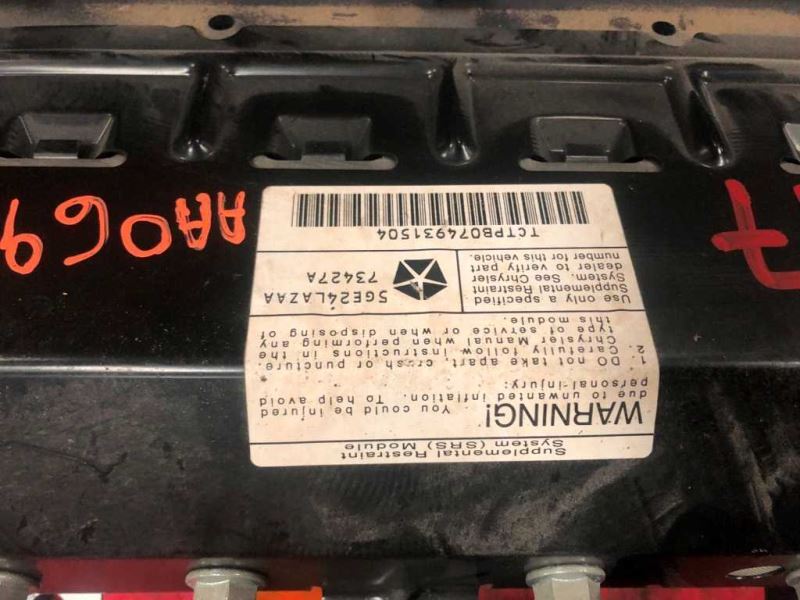 Supplemental Restraint
System (SRS) Module
WARNING!
You could be injured
due to unwanted inflation. To help avoid
personal injury:
1. DO not take apart, crush or puncture.
2. Carefully follow instructions in the
Chrysler Manual when performing any
type of service or when disposing of
this module.
Use only a specified
Supplemental Restraint
System. See Chrysler
dealer to verify part
number for this vehicle.
5GE24LAZAA
73427A
TCTPB074931504
AA069